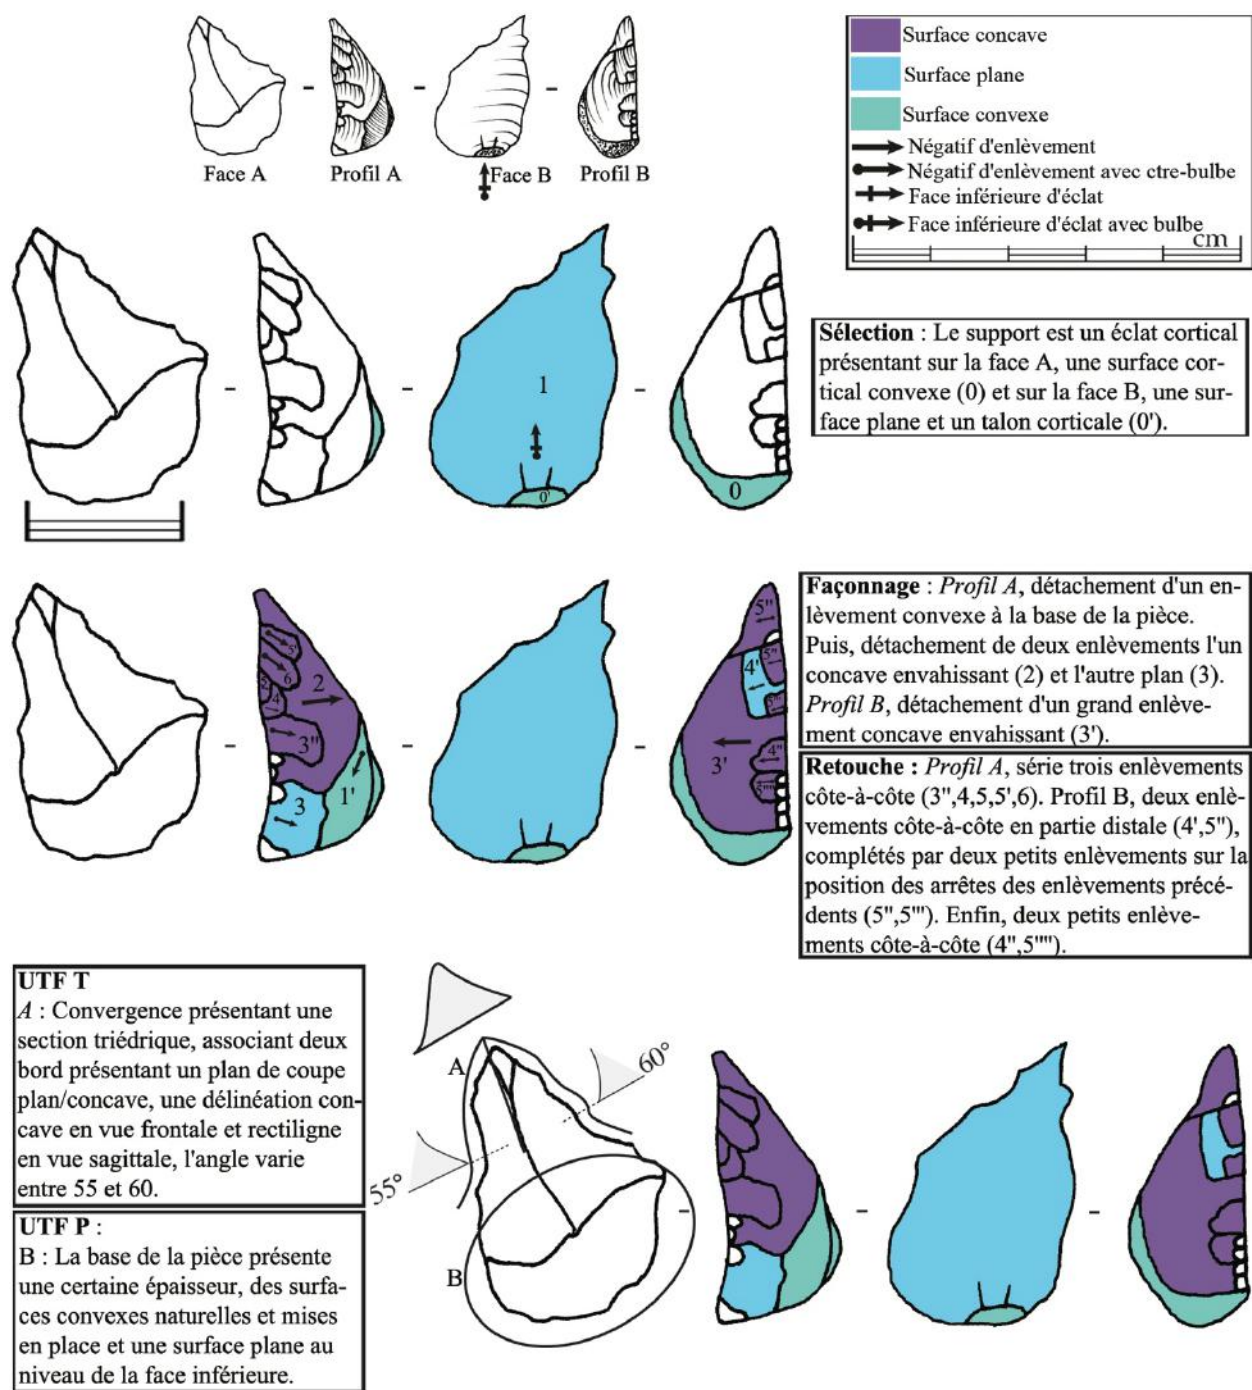 Face A
Profil A
Face B
Profil B
Surface concave
Surface plane
Surface convexe
Négatif d'enlèvement
Négatif d'enlèvement avec ctre-bulbe
Face inférieure d'éclat
Face inférieure d'éclat avec bulbe
cm
1
0'
0
Sélection : Le support est un éclat cortical
présentant sur la face A, une surface cor-
tical convexe (0) et sur la face B, une sur-
face plane et un talon corticale (0').
5'
6
5
4
2
3"
3
1'
5"
4'
5"
5'''
3'
4"
5""
Façonnage : Profil A, détachement d'un en-
lèvement convexe à la base de la pièce.
Puis, détachement de deux enlèvements l'un
concave envahissant (2) et l'autre plan (3).
Profil B, détachement d'un grand enlève-
ment concave envahissant (3').
Retouche : Profil A, série trois enlèvements
côte-à-côte (3",4,5,5',6). Profil B, deux enlè-
vements côte-à-côte en partie distale (4',5"),
complétés par deux petits enlèvements sur la
position des arrêtes des enlèvements précé-
dents (5",5'''). Enfin, deux petits enlève-
ments côte-à-côte (4",5"").
UTF T
A : Convergence présentant une
section triédrique, associant deux
bord présentant un plan de coupe
plan/concave, une délinéation con-
cave en vue frontale et rectiligne
en vue sagittale, l'angle varie
entre 55 et 60.
UTF P :
B : La base de la pièce présente
une certaine épaisseur, des surfa-
ces convexes naturelles et mises
en place et une surface plane au
niveau de la face inférieure.
A
60°
55°
B